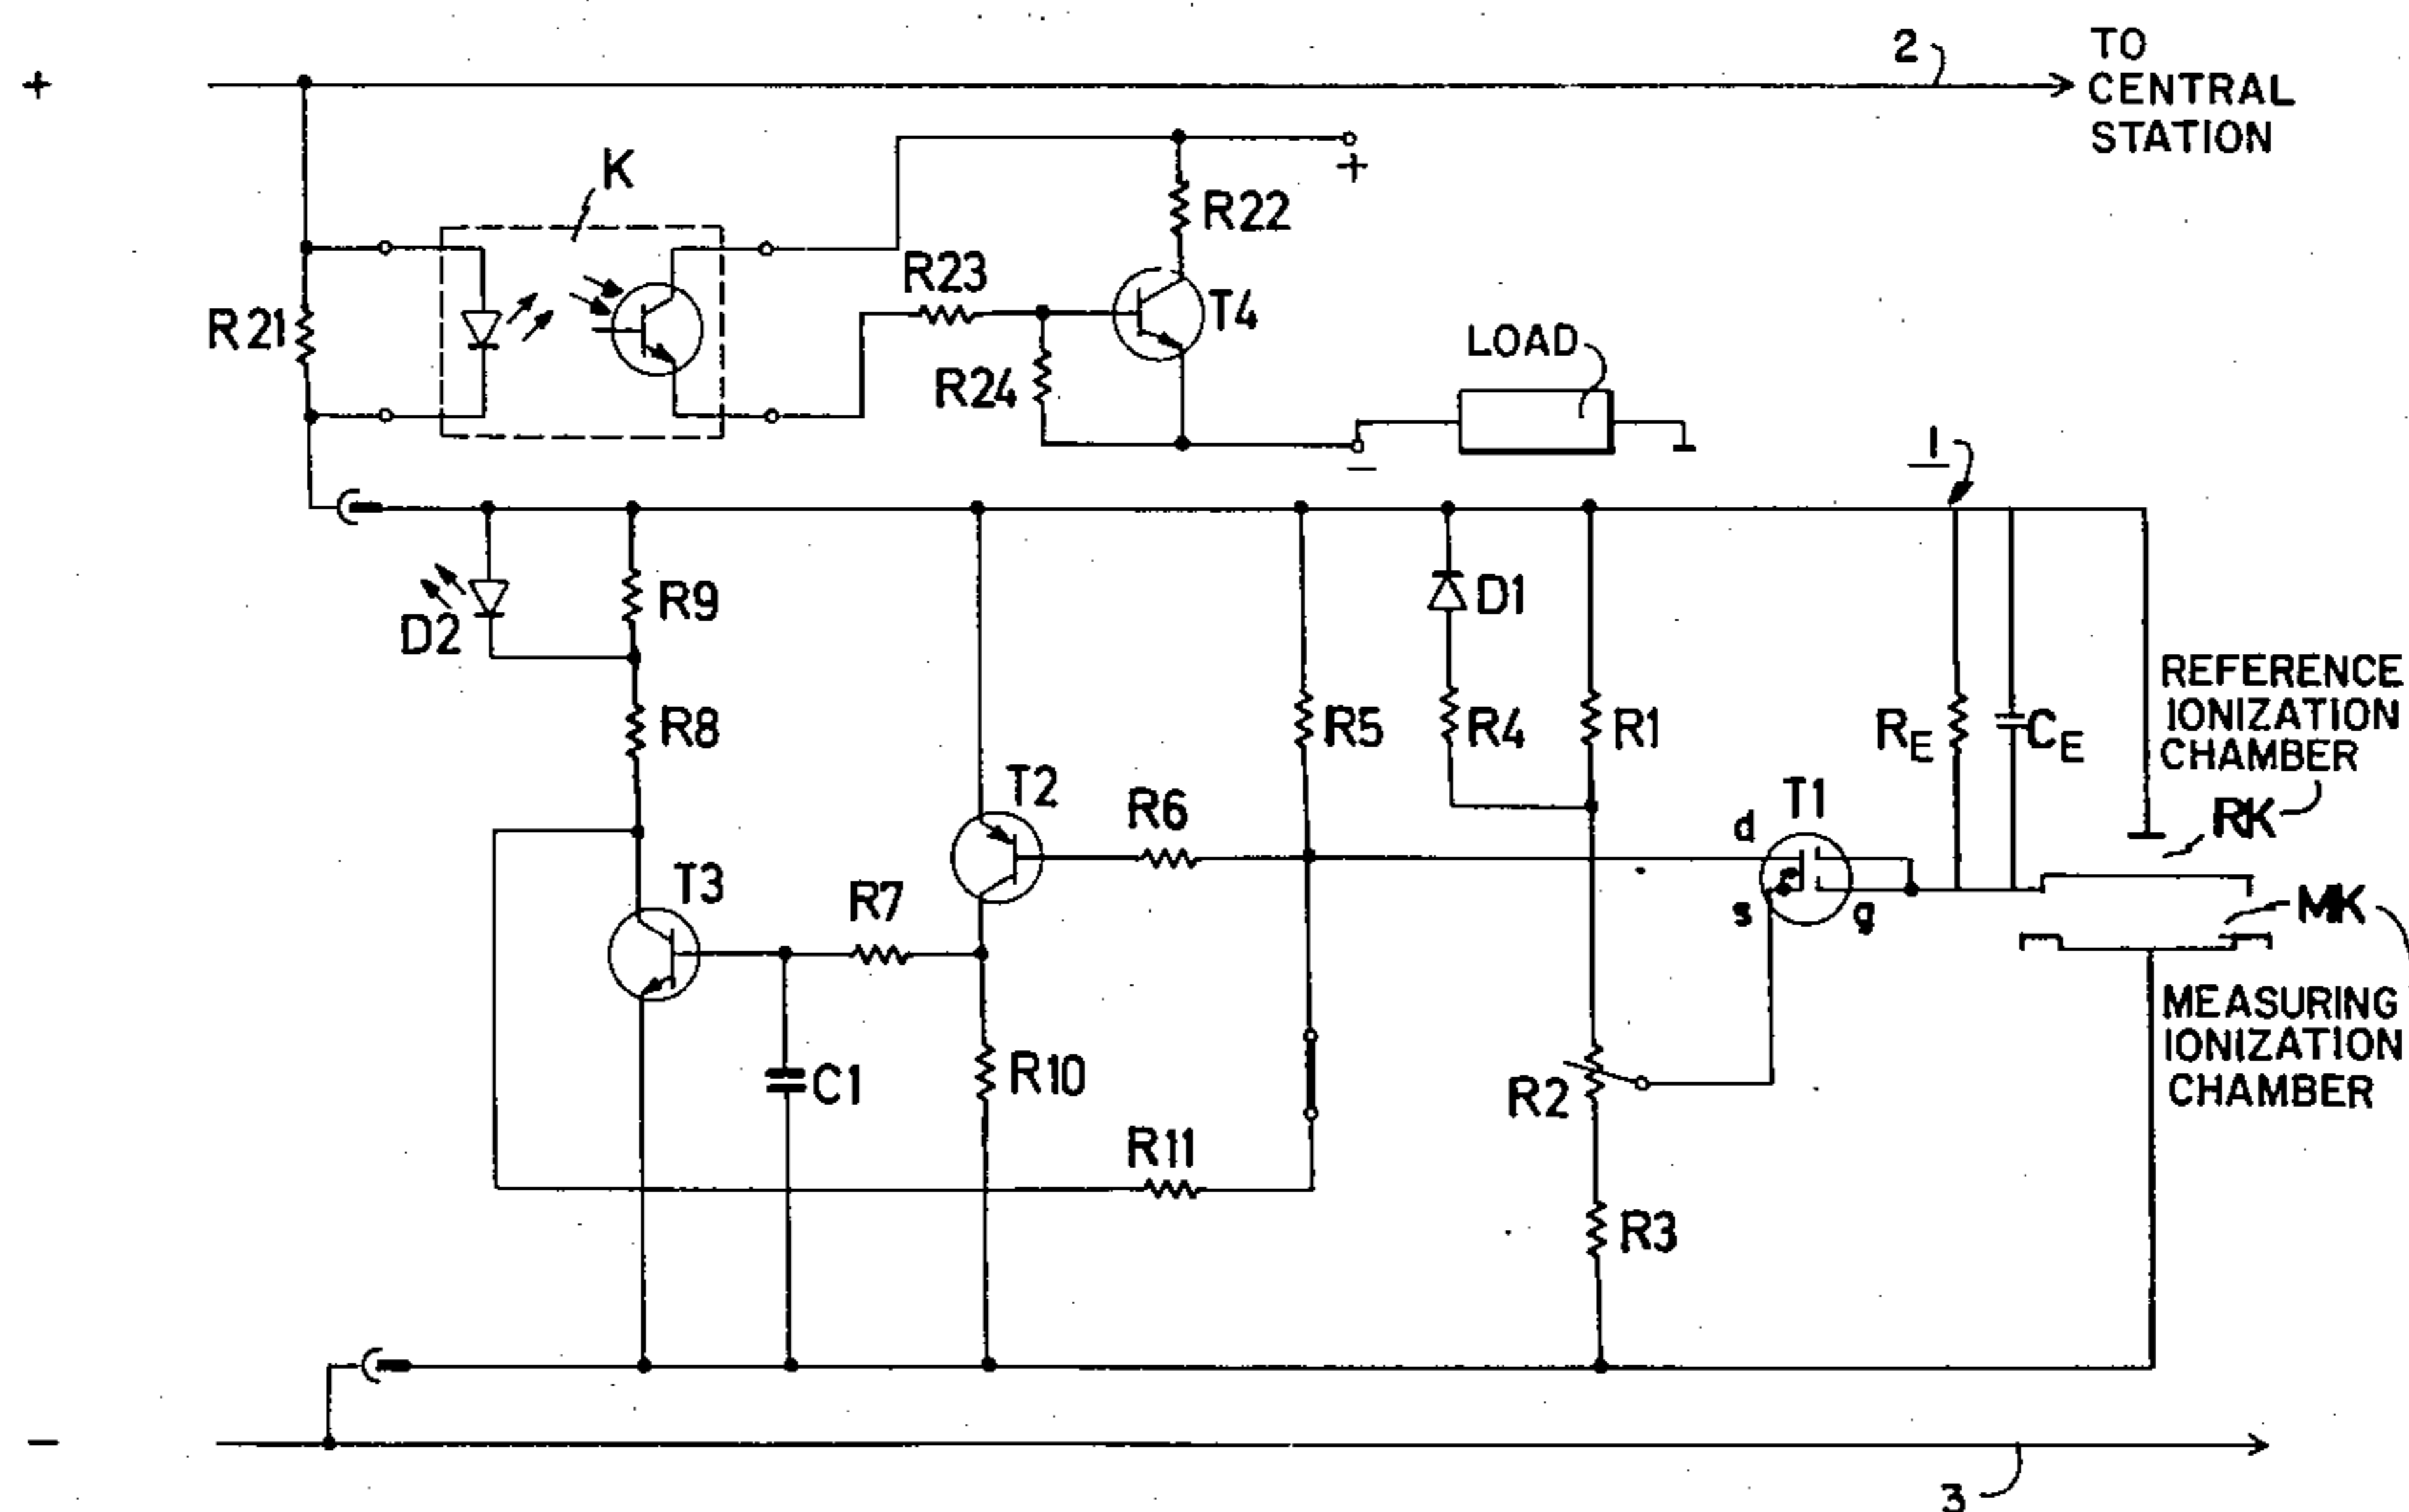 +
2
TO
CENTRAL
STATION
K
+
R22
R23
R21
T4
LOAD
R24
–
1
D2
R9
D1
REFERENCE
IONIZATION
CHAMBER
R8
R5
R4
R1
RE
CE
T2
R6
T1
d
RK
T3
R7
s
g
MK
MEASURING
IONIZATION
CHAMBER
C1
R10
R2
R11
R3
–
3